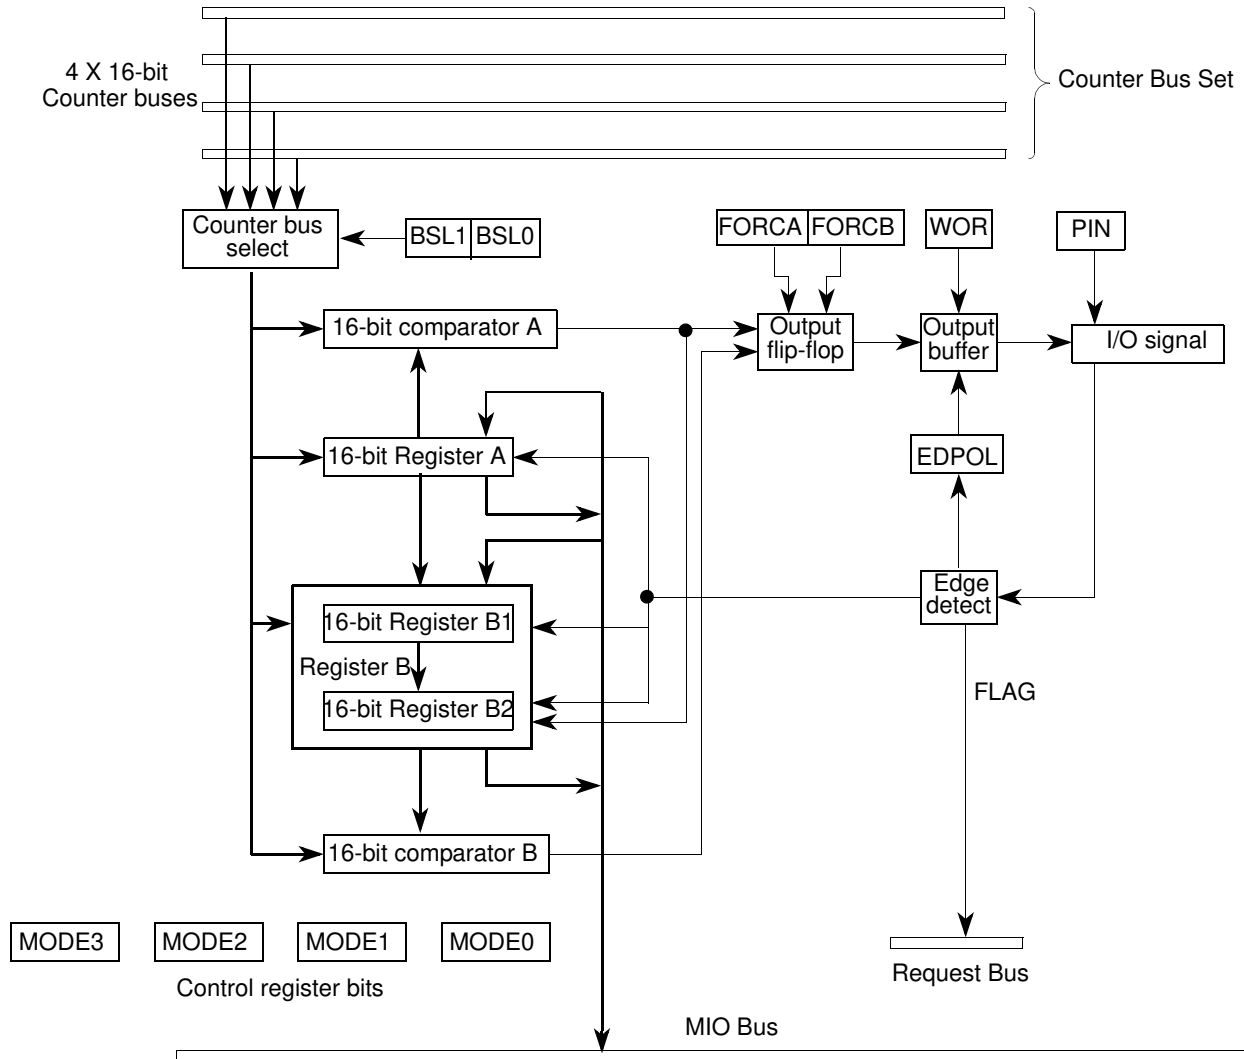 4 X 16-bit
Counter buses
Counter Bus Set
Counter bus
select
BSL1 BSL0
FORCA FORCB
WOR
PIN
16-bit comparator A
Output
flip-flop
Output
buffer
I/O signal
16-bit Register A
EDPOL
Edge
detect
16-bit Register B1
Register B
16-bit Register B2
FLAG
16-bit comparator B
MODE3 MODE2 MODE1 MODE0
Control register bits
Request Bus
MIO Bus